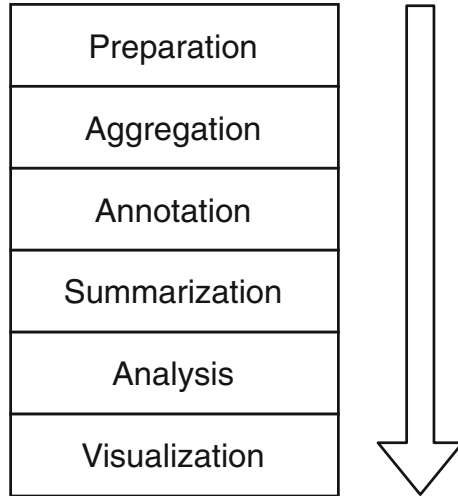 Preparation
Aggregation
Annotation
Summarization
Analysis
Visualization